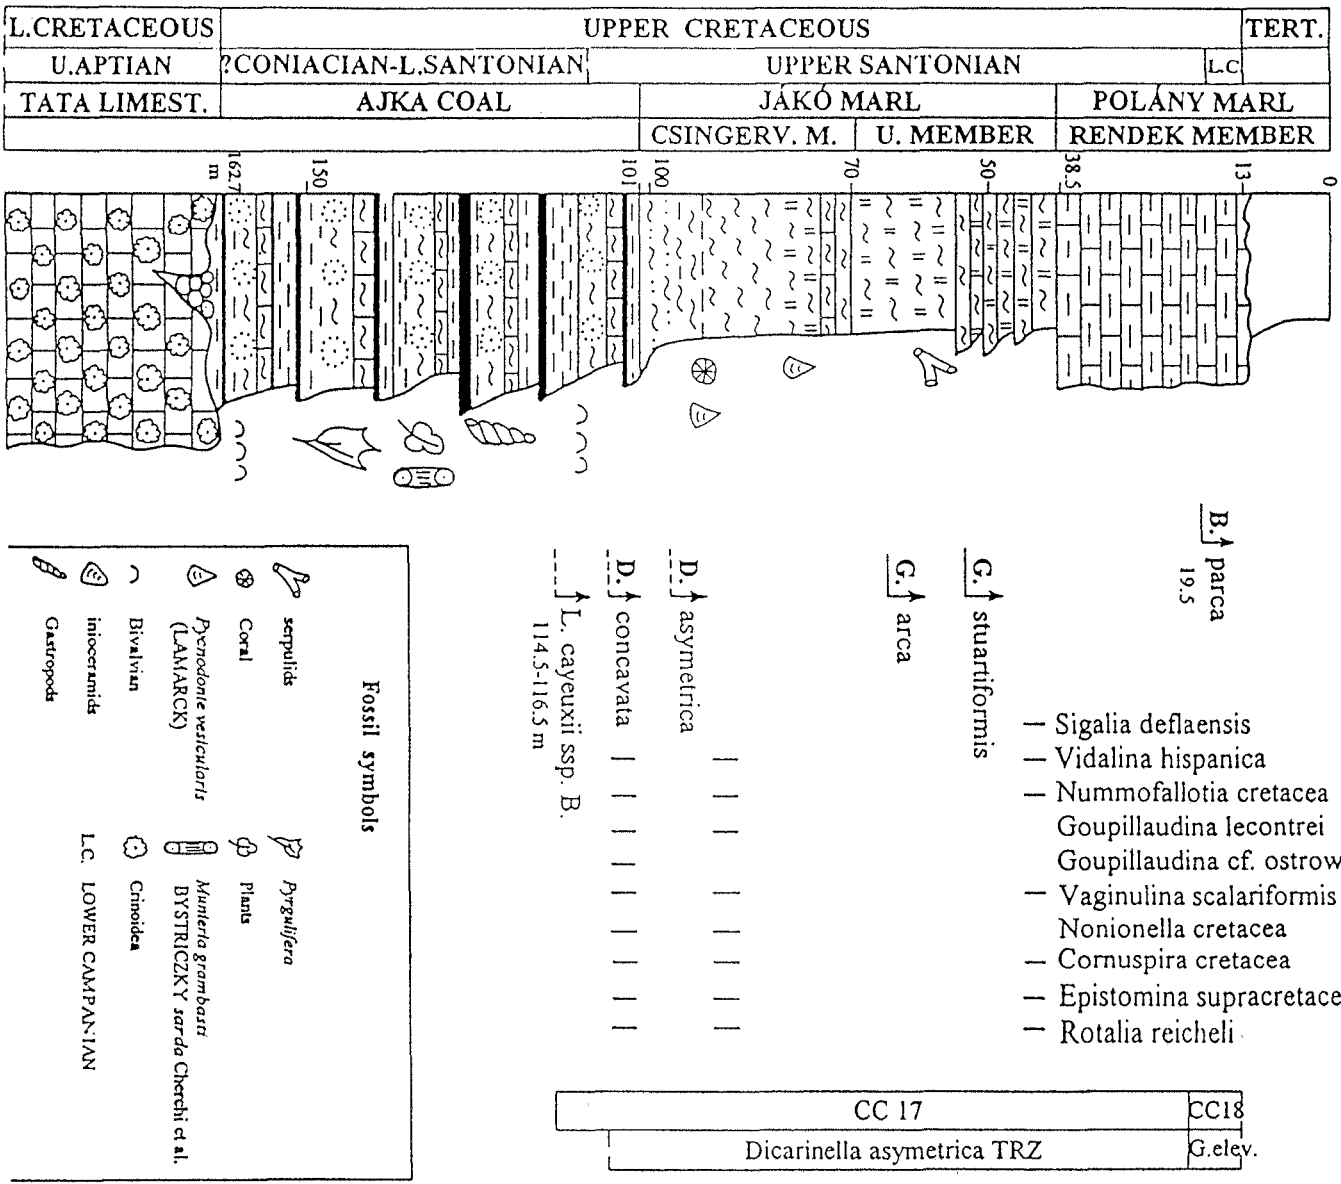 L.CRETACEOUS
UPPER CRETACEOUS
TERT.
U.APTIAN
?CONIACIAN-L.SANTONIAN
UPPER SANTONIAN
L.C
TATA LIMEST.
AJKA COAL
JÁKÓ MARL
POLÁNY MARL
CSINGERV. M.
U. MEMBER
RENDEK MEMBER
m
162.7
150
101
100
70
50
38.5
13
0
B. parca
19.5
G. stuartiformis
G. arca
D. asymetrica
D. concavata
L. cayeuxii ssp. B.
114.5-116.5 m
Sigalia deflaensis
Vidalina hispanica
Nummofallotia cretacea
Goupillaudina lecontrei
Goupillaudina cf. ostrow
Vaginulina scalariformis
Nonionella cretacea
Cornuspira cretacea
Epistomina supracretace
Rotalia reicheli
CC 17
CC18
Dicarinella asymetrica TRZ
G.elev.
Fossil symbols
serpulids
Coral
Pycnodonte vesicularis
(LAMARCK)
Bivalvian
inioceramids
Gastropods
Pyrgulifera
Plants
Munieria grambasti
BYSTRICZKY sarda Cherchi et al.
Crinoidea
L.C. LOWER CAMPANIAN